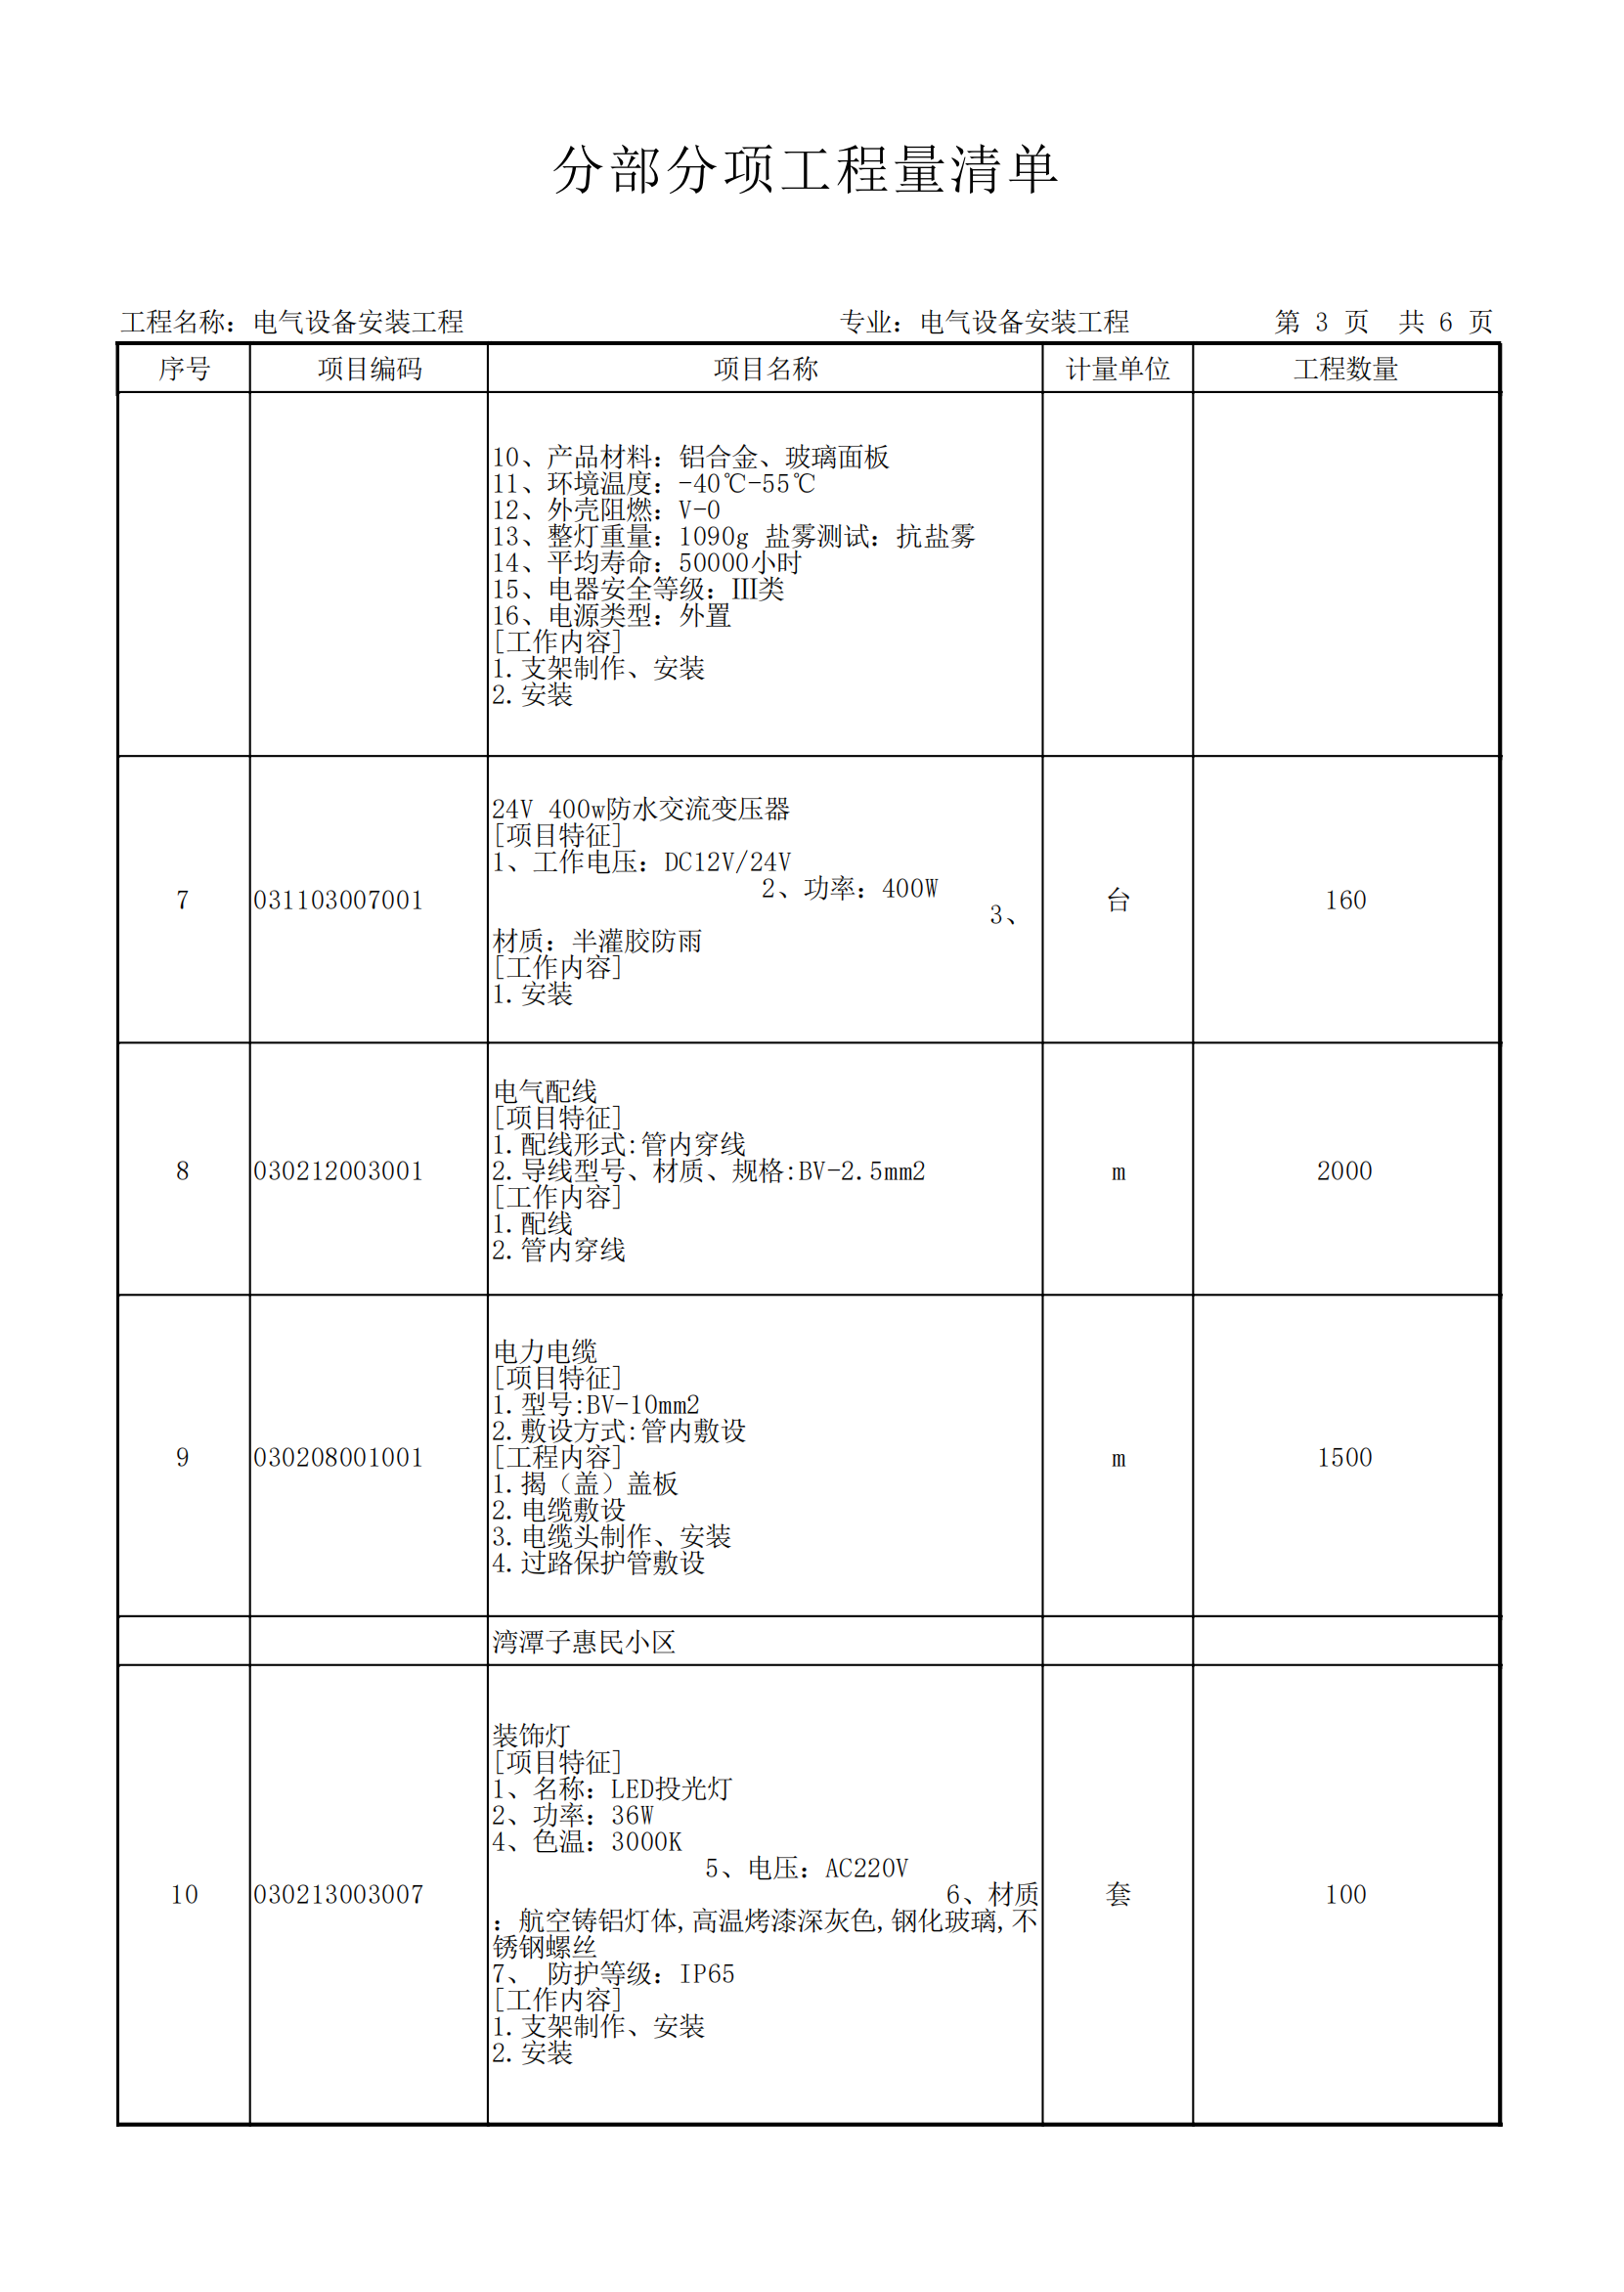 分部分项工程量清单
工程名称：电气设备安装工程 专业：电气设备安装工程 第 3 页 共 6 页
序号 项目编码 项目名称 计量单位 工程数量
10、产品材料：铝合金、玻璃面板
11、环境温度：-40℃-55℃
12、外壳阻燃：V-0
13、整灯重量：1090g 盐雾测试：抗盐雾
14、平均寿命：50000小时
15、电器安全等级：Ⅲ类
16、电源类型：外置
[工作内容]
1.支架制作、安装
2.安装
7 031103007001
24V 400w防水交流变压器
[项目特征]
1、工作电压：DC12V/24V
2、功率：400W
3、
材质：半灌胶防雨
[工作内容]
1.安装
台 160
8 030212003001
电气配线
[项目特征]
1.配线形式:管内穿线
2.导线型号、材质、规格:BV-2.5mm2
[工作内容]
1.配线
2.管内穿线
m 2000
9 030208001001
电力电缆
[项目特征]
1.型号:BV-10mm2
2.敷设方式:管内敷设
[工程内容]
1.揭（盖）盖板
2.电缆敷设
3.电缆头制作、安装
4.过路保护管敷设
m 1500
湾潭子惠民小区
10 030213003007
装饰灯
[项目特征]
1、名称：LED投光灯
2、功率：36W
4、色温：3000K
5、电压：AC220V
6、材质
：航空铸铝灯体,高温烤漆深灰色,钢化玻璃,不
锈钢螺丝
7、 防护等级：IP65
[工作内容]
1.支架制作、安装
2.安装
套 100